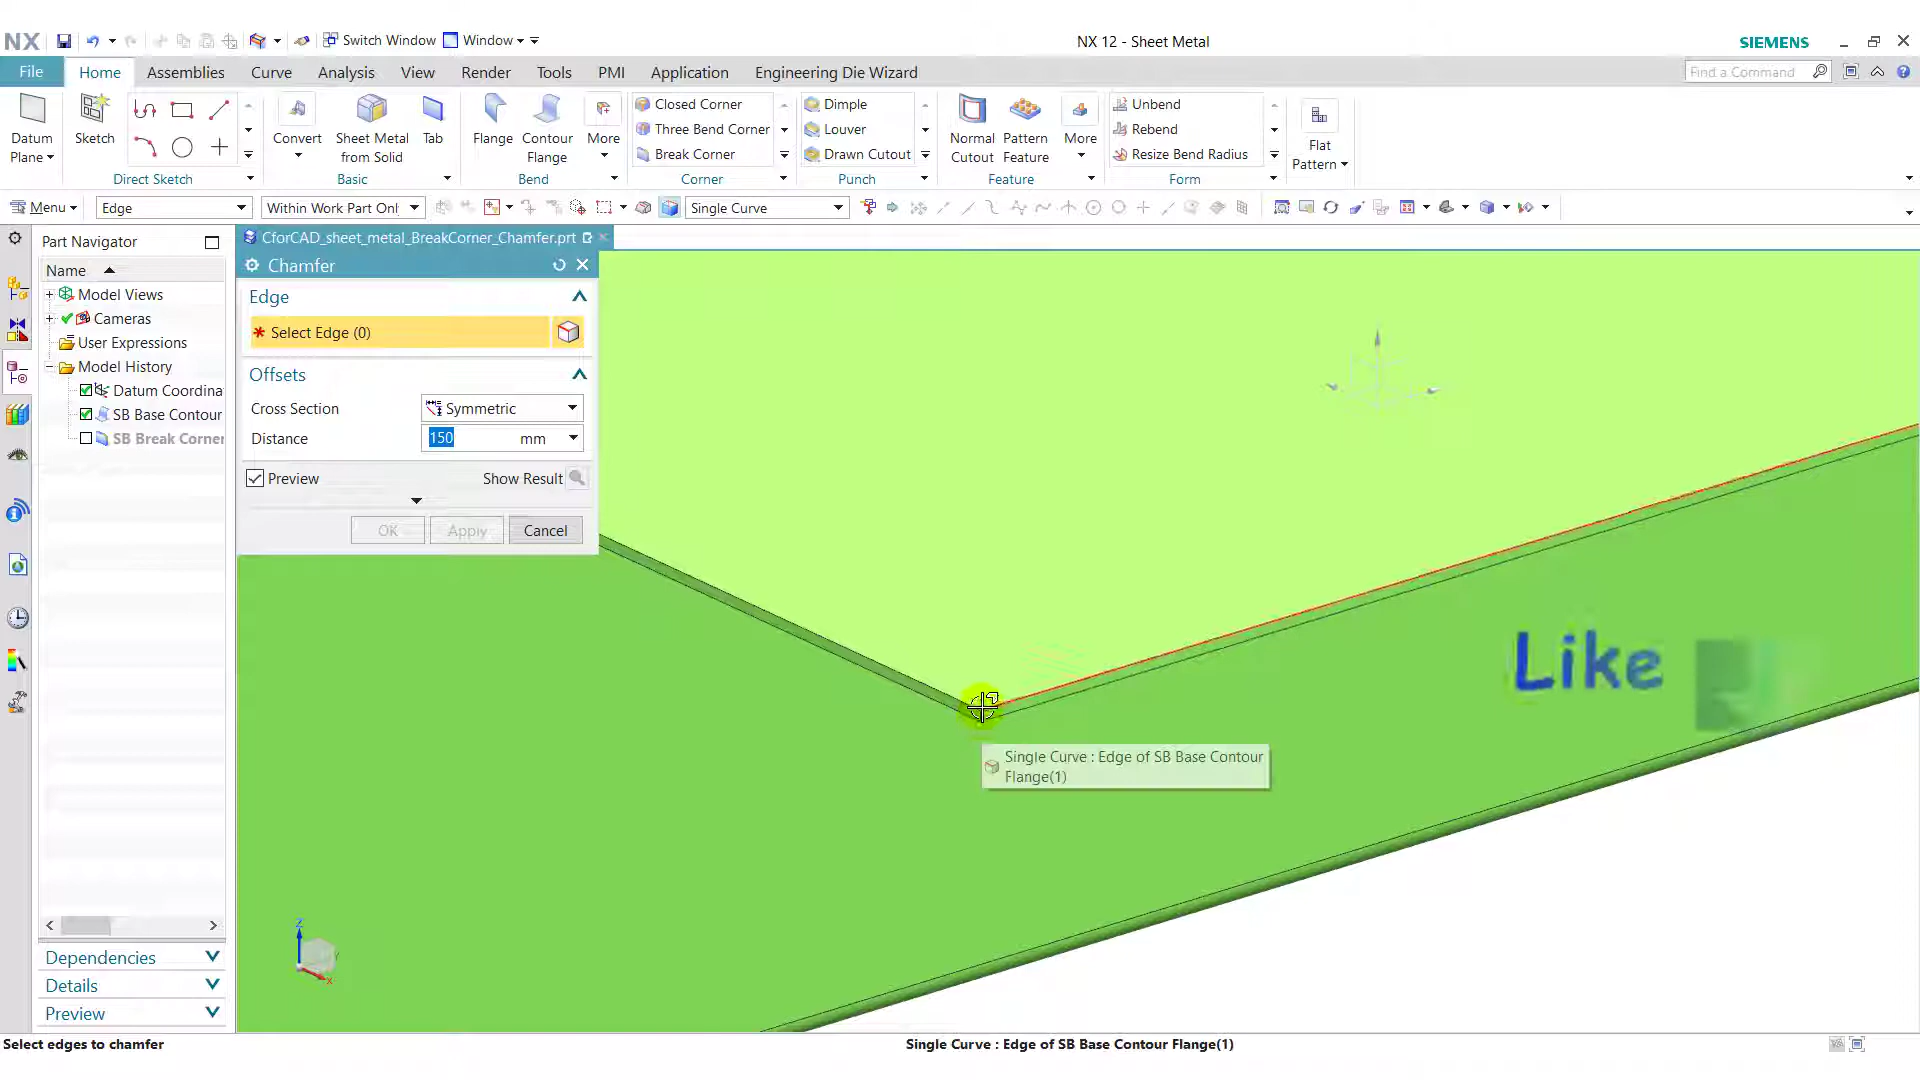 NX
Switch Window
Window
NX 12 - Sheet Metal
SIEMENS
File
Home
Assemblies
Curve
Analysis
View
Render
Tools
PMI
Application
Engineering Die Wizard
Find a Command
Datum
Plane
Sketch
Direct Sketch
Convert
Sheet Metal
from Solid
Tab
Basic
Flange
Contour
Flange
More
Bend
Closed Corner
Three Bend Corner
Break Corner
Corner
Dimple
Louver
Drawn Cutout
Punch
Normal
Cutout
Pattern
Feature
More
Feature
Unbend
Rebend
Resize Bend Radius
Form
Flat
Pattern
Menu
Edge
Within Work Part Onl
Single Curve
Part Navigator
Name
Model Views
Cameras
User Expressions
Model History
Datum Coordina
SB Base Contour
SB Break Corner
Dependencies
Details
Preview
CforCAD_sheet_metal_BreakCorner_Chamfer.prt
Chamfer
Edge
* Select Edge (0)
Offsets
Cross Section
Symmetric
Distance
150
mm
Preview
Show Result
OK
Apply
Cancel
Like
Single Curve : Edge of SB Base Contour
Flange(1)
Z
X
Select edges to chamfer
Single Curve : Edge of SB Base Contour Flange(1)